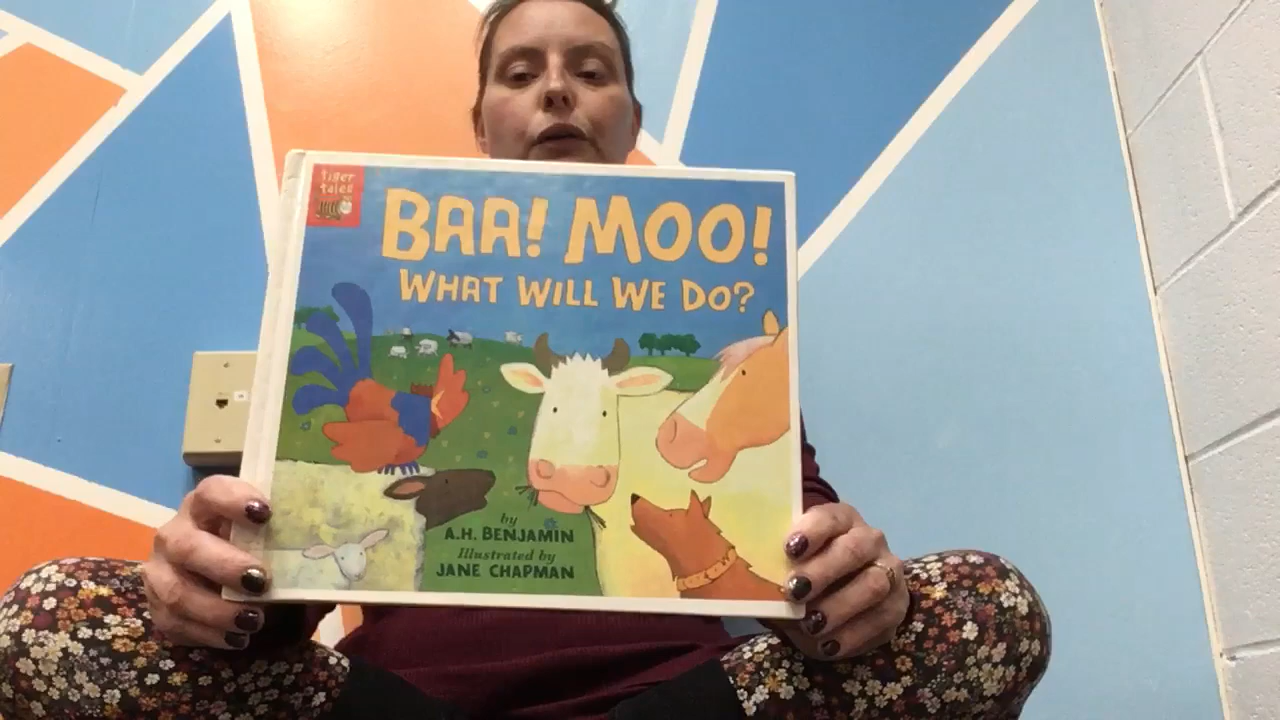 tiger
tales
BAA! MOO!
WHAT WILL WE DO?
by
A.H. BENJAMIN
Illustrated by
JANE CHAPMAN